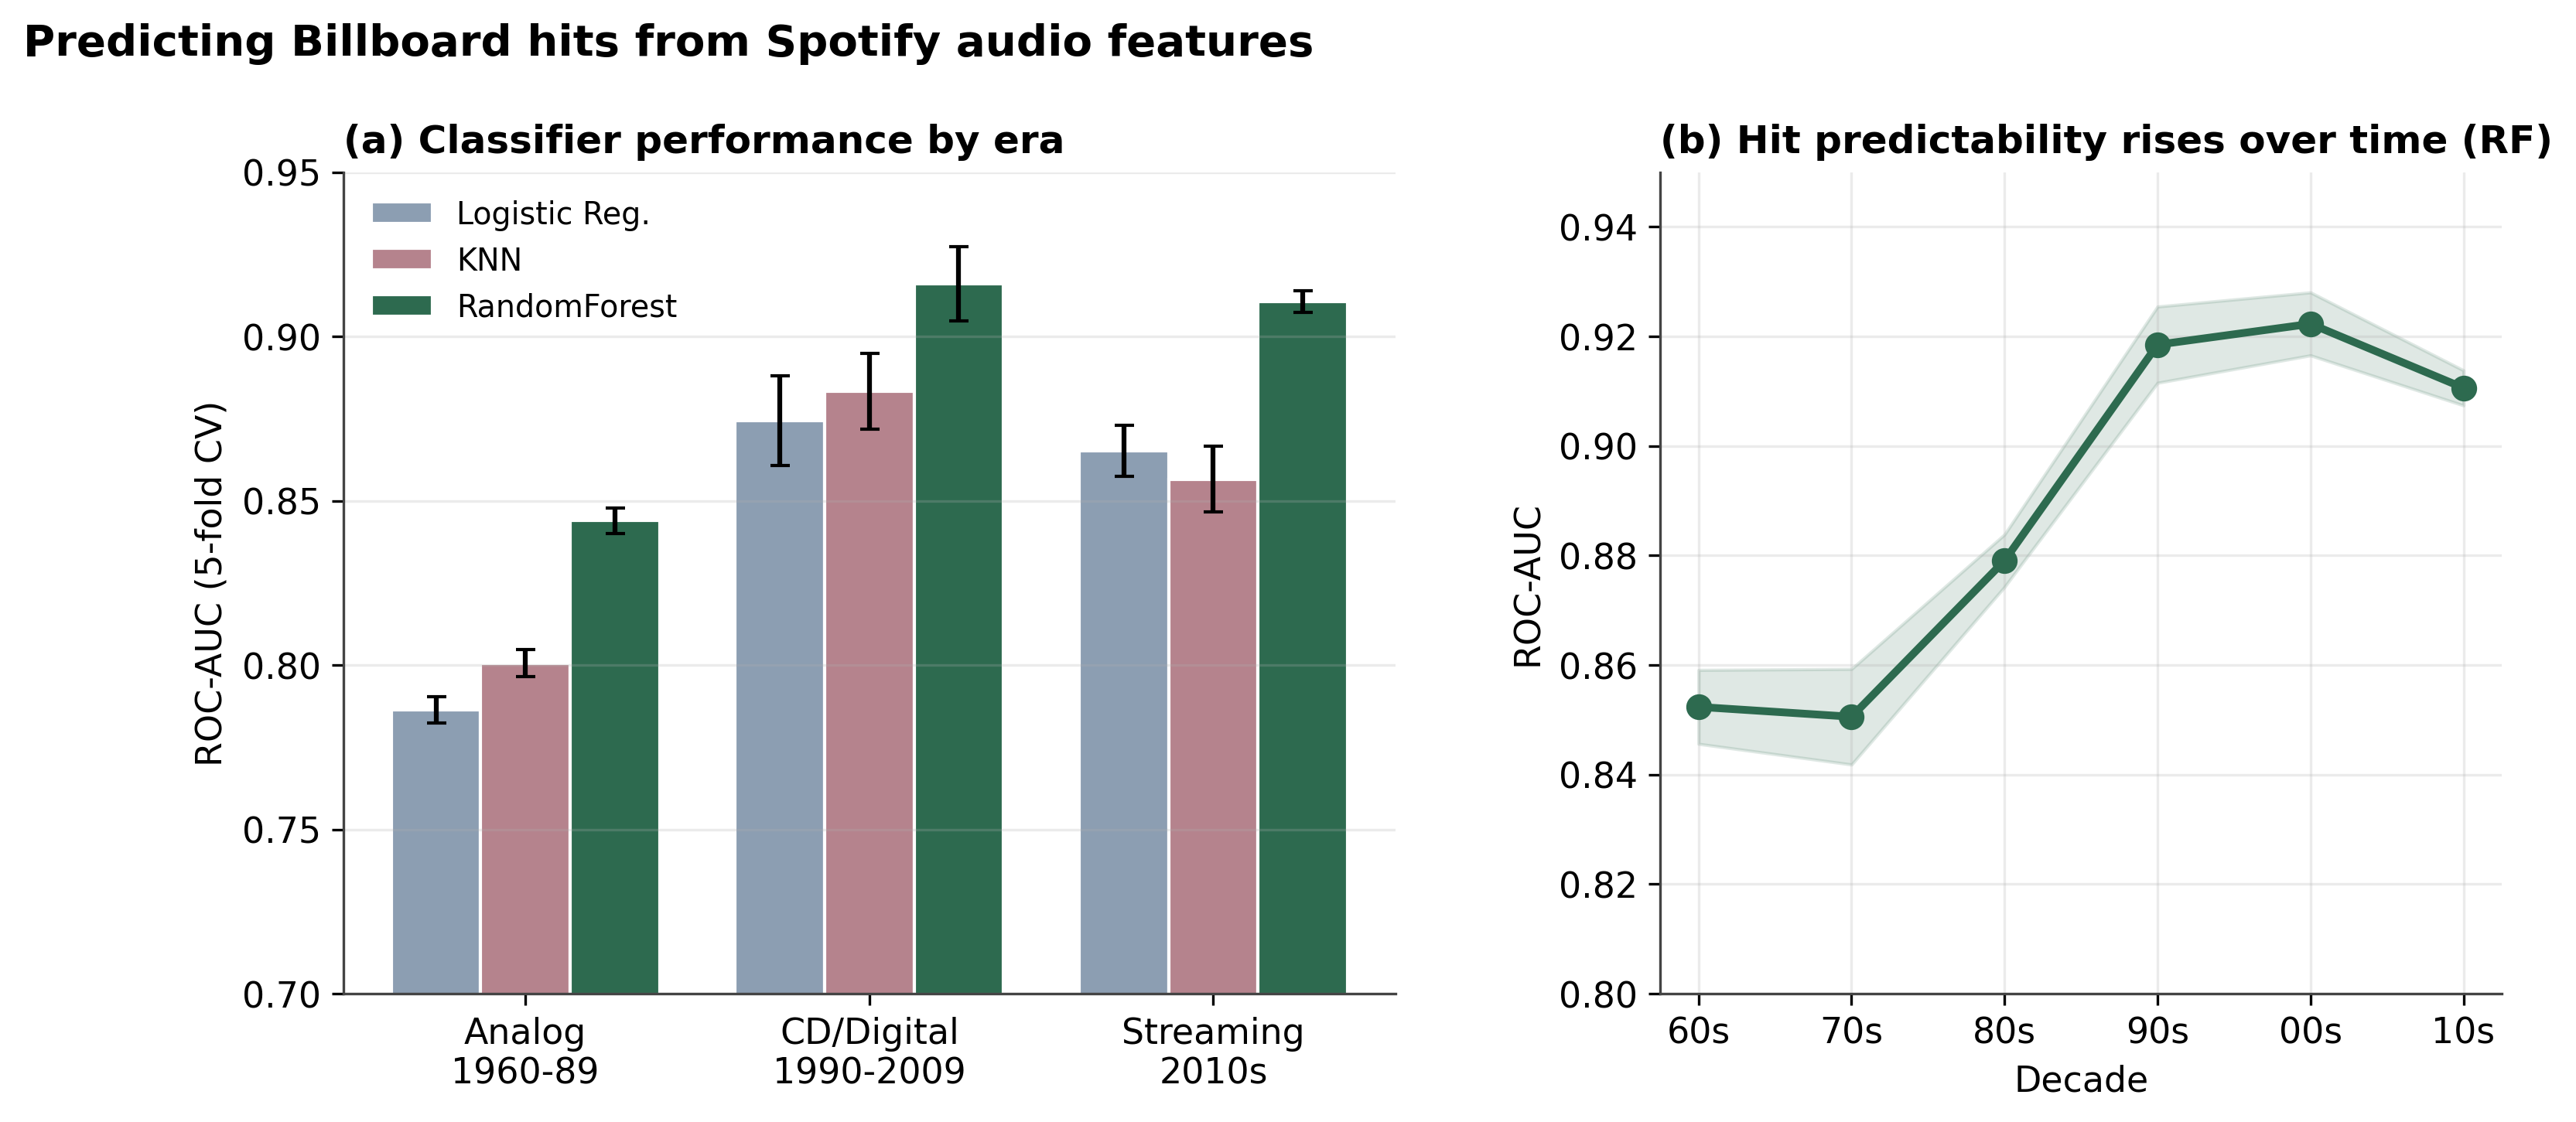 Predicting Billboard hits from Spotify audio features
(a) Classifier performance by era
ROC-AUC (5-fold CV)
0.95
0.90
0.85
0.80
0.75
0.70
Logistic Reg.
KNN
RandomForest
Analog
1960-89
CD/Digital
1990-2009
Streaming
2010s
(b) Hit predictability rises over time (RF)
ROC-AUC
0.94
0.92
0.90
0.88
0.86
0.84
0.82
0.80
60s 70s 80s 90s 00s 10s
Decade